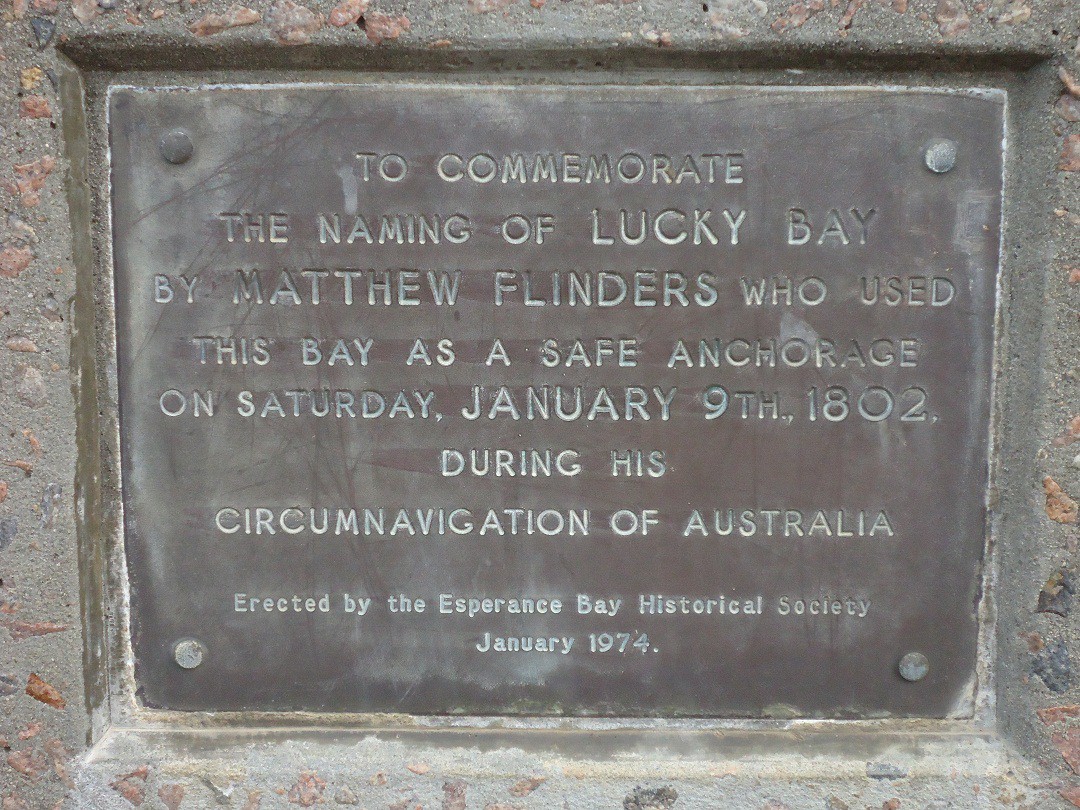 TO COMMEMORATE
THE NAMING OF LUCKY BAY
BY MATTHEW FLINDERS WHO USED
THIS BAY AS A SAFE ANCHORAGE
ON SATURDAY, JANUARY 9TH., 1802,
DURING HIS
CIRCUMNAVIGATION OF AUSTRALIA
Erected by the Esperance Bay Historical Society
January 1974.